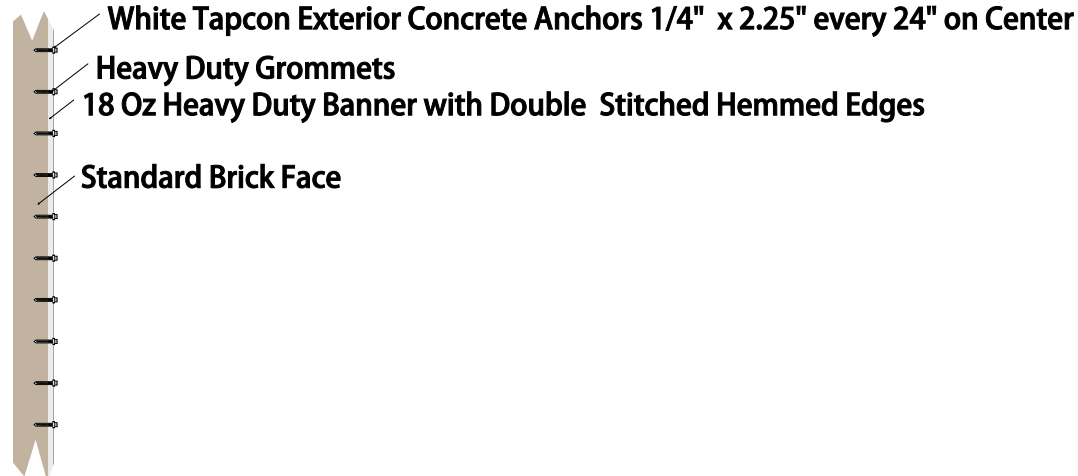 White Tapcon Exterior Concrete Anchors 1/4" x 2.25" every 24" on Center
Heavy Duty Grommets
18 Oz Heavy Duty Banner with Double Stitched Hemmed Edges
Standard Brick Face